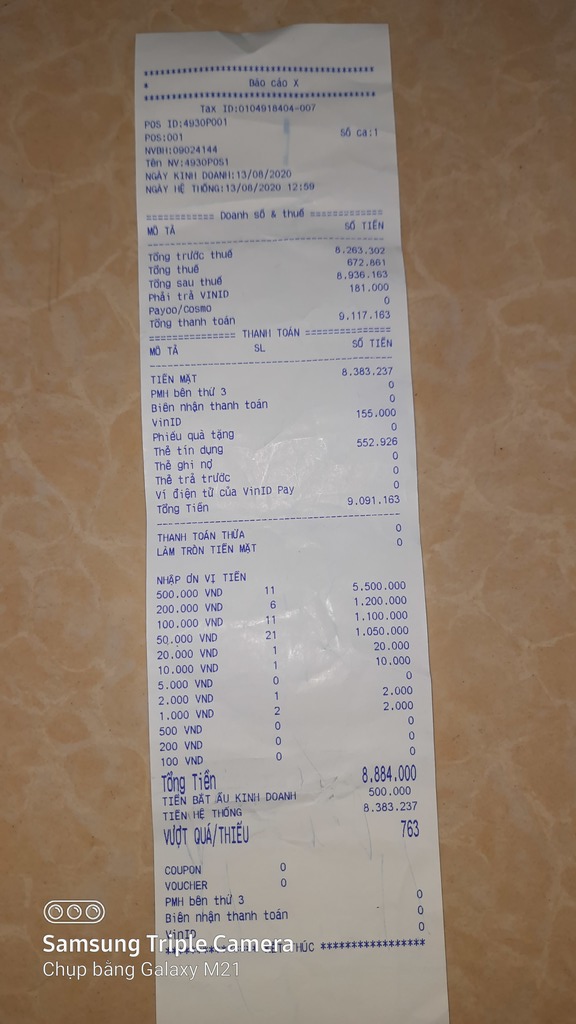 ************************************
* Báo cáo X
************************************
Tax ID:0104918404-007
POS ID:4930P001
POS:001 Số ca:1
NVBH:09024144
Tên NV:4930POS1
NGÀY KINH DOANH:13/08/2020
NGÀY HỆ THỐNG:13/08/2020 12:59
============ Doanh số & thuế =============
MÔ TẢ SỐ TIỀN
Tổng trước thuế 8.263.302
Tổng thuế 672.861
Tổng sau thuế 8.936.163
Phải trả VINID 181.000
Payoo/Cosmo 0
Tổng thanh toán 9.117.163
=============== THANH TOÁN ===============
MÔ TẢ SL SỐ TIỀN
TIỀN MẶT 8.383.237
PMH bên thứ 3 0
Biên nhận thanh toán 0
VinID 155.000
Phiếu quà tặng 0
Thẻ tín dụng 552.926
Thẻ ghi nợ 0
Thẻ trả trước 0
Ví điện tử của VinID Pay 0
Tổng Tiền 9.091.163
THANH TOÁN THỪA 0
LÀM TRÒN TIỀN MẶT 0
NHẬP ƠN VỊ TIỀN
500.000 VND 11 5.500.000
200.000 VND 6 1.200.000
100.000 VND 11 1.100.000
50.000 VND 21 1.050.000
20.000 VND 1 20.000
10.000 VND 1 10.000
5.000 VND 0 0
2.000 VND 1 2.000
1.000 VND 2 2.000
500 VND 0 0
200 VND 0 0
100 VND 0 0
Tổng Tiền 8.884.000
TIỀN BẮT ẦU KINH DOANH 500.000
TIỀN HỆ THỐNG 8.383.237
VƯỢT QUÁ/THIẾU 763
COUPON 0
VOUCHER 0
PMH bên thứ 3 0
Biên nhận thanh toán 0
VinID 0
THÚC ******************
Samsung Triple Camera
Chụp bằng Galaxy M21